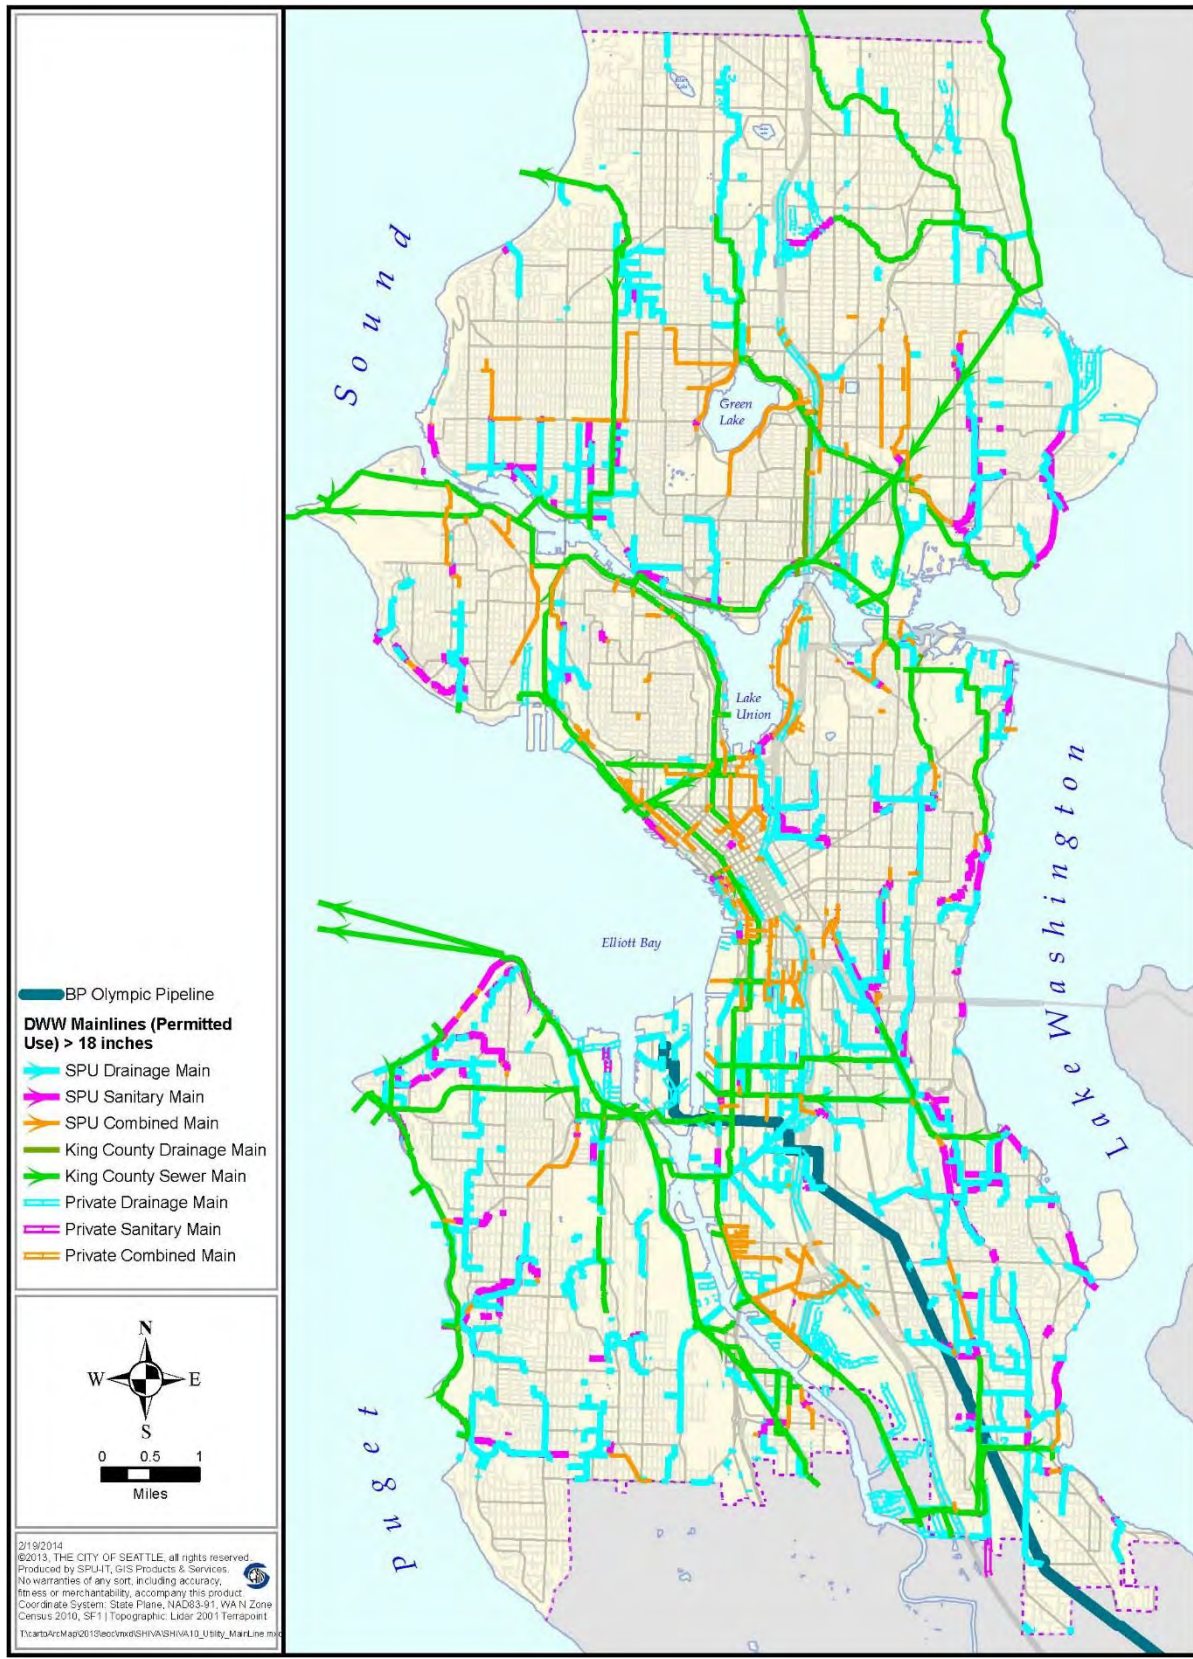 BP Olympic Pipeline
DWW Mainlines (Permitted
Use) > 18 inches
SPU Drainage Main
SPU Sanitary Main
SPU Combined Main
King County Drainage Main
King County Sewer Main
Private Drainage Main
Private Sanitary Main
Private Combined Main
N
W E
S
0 0.5 1
Miles
2/19/2014
©2013, THE CITY OF SEATTLE, all rights reserved.
Produced by SPU-IT, GIS Products & Services.
No warranties of any sort, including accuracy,
fitness or merchantability, accompany this product.
Coordinate System: State Plane, NAD83-91, WA N Zone
Census 2010, SF1 | Topographic: Lidar 2001 Terrapoint
Puget Sound
Green
Lake
Lake
Union
Elliott Bay
Lake Washington